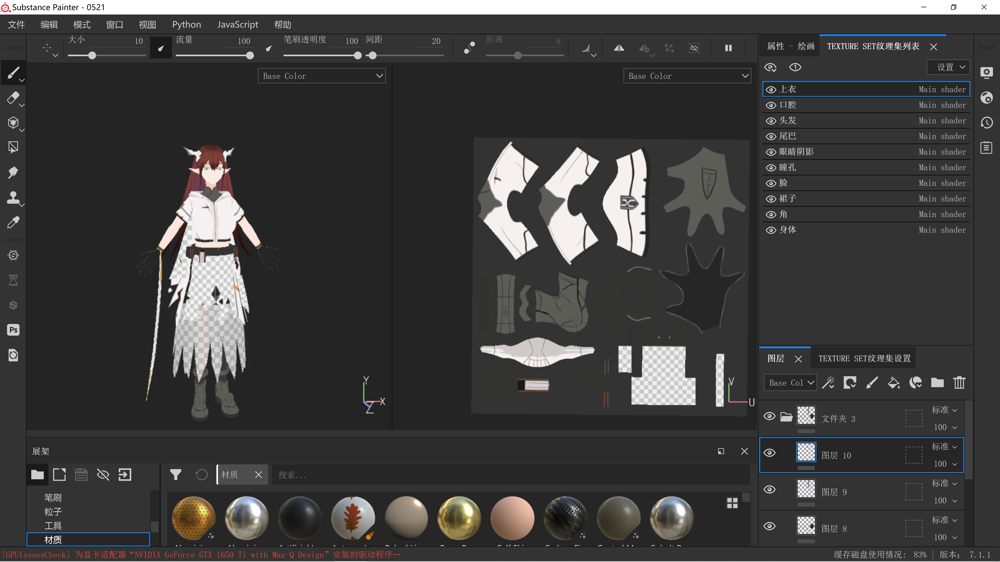 Substance Painter - 0521
文件 编辑 模式 窗口 视图 Python JavaScript 帮助
大小 10 流量 100 笔刷透明度 100 间距 20 距离 8
属性 - 绘画 TEXTURE SET纹理集列表
Base Color
Base Color
1
设置
上衣 Main shader
口腔 Main shader
头发 Main shader
尾巴 Main shader
眼睛阴影 Main shader
瞳孔 Main shader
脸 Main shader
裙子 Main shader
角 Main shader
身体 Main shader
Ps
Y
X
Z
V
U
图层 TEXTURE SET纹理集设置
Base Col
文件夹 3 标准
100
图层 10 标准
100
图层 9 标准
100
图层 8 标准
100
展架
材质 搜索...
笔刷
粒子
工具
材质
[GPUIssuesCheck] 为显卡适配器“NVIDIA GeForce GTX 1650 Ti with Max-Q Design”安装的驱动程序…
缓存磁盘使用情况: 83% | 版本: 7.1.1